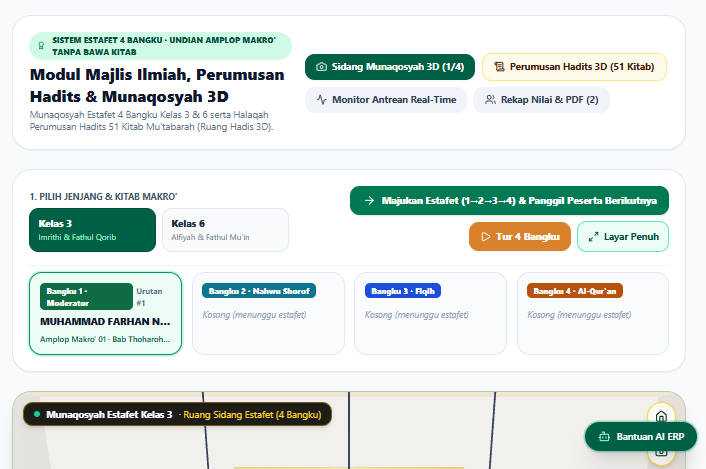 SISTEM ESTAFET 4 BANGKU · UNDIAN AMPLOP MAKRO'
TANPA BAWA KITAB
Modul Majlis Ilmiah, Perumusan
Hadits & Munaqosyah 3D
Munaqosyah Estafet 4 Bangku Kelas 3 & 6 serta Halaqah
Perumusan Hadits 51 Kitab Mu'tabarah (Ruang Hadis 3D).
Sidang Munaqosyah 3D (1/4)
Perumusan Hadits 3D (51 Kitab)
Monitor Antrean Real-Time
Rekap Nilai & PDF (2)
1. PILIH JENJANG & KITAB MAKRO'
Kelas 3
Imrithi & Fathul Qorib
Kelas 6
Alfiyah & Fathul Mu'in
Majukan Estafet (1→2→3→4) & Panggil Peserta Berikutnya
Tur 4 Bangku
Layar Penuh
Bangku 1 ·
Moderator
Urutan
#1
MUHAMMAD FARHAN N...
Amplop Makro' 01 · Bab Thoharoh...
Bangku 2 · Nahwu Shorof
Kosong (menunggu estafet)
Bangku 3 · Fiqih
Kosong (menunggu estafet)
Bangku 4 · Al-Qur'an
Kosong (menunggu estafet)
Munaqosyah Estafet Kelas 3 · Ruang Sidang Estafet (4 Bangku)
Bantuan AI ERP